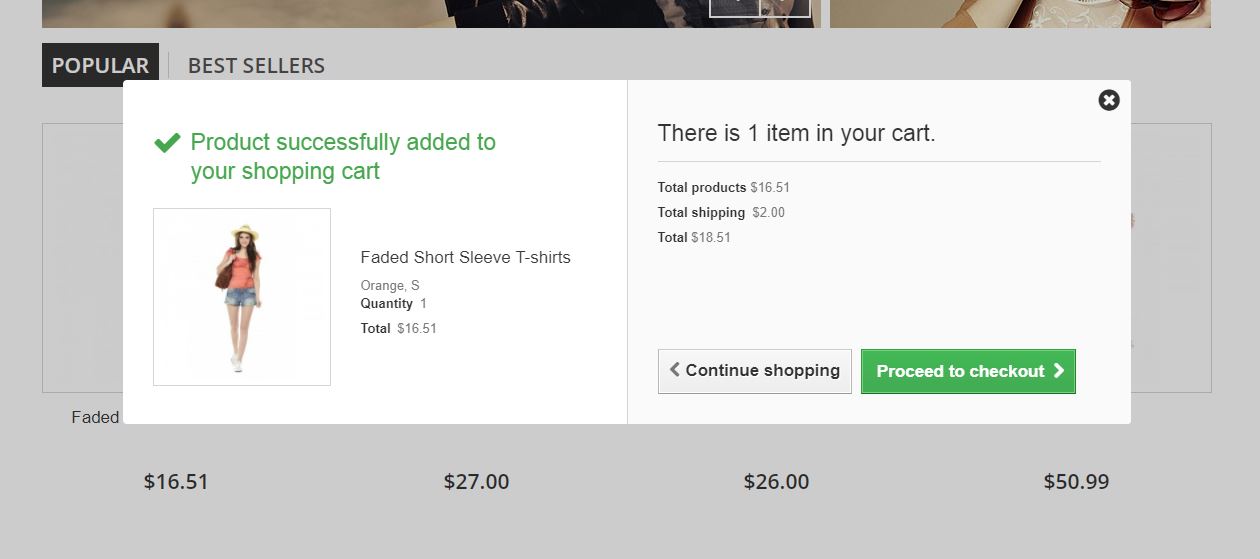 POPULAR
BEST SELLERS
Product successfully added to
your shopping cart
Faded Short Sleeve T-shirts
Orange, S
Quantity 1
Total $16.51
There is 1 item in your cart.
Total products $16.51
Total shipping $2.00
Total $18.51
Continue shopping
Proceed to checkout
Faded
$16.51
$27.00
$26.00
$50.99